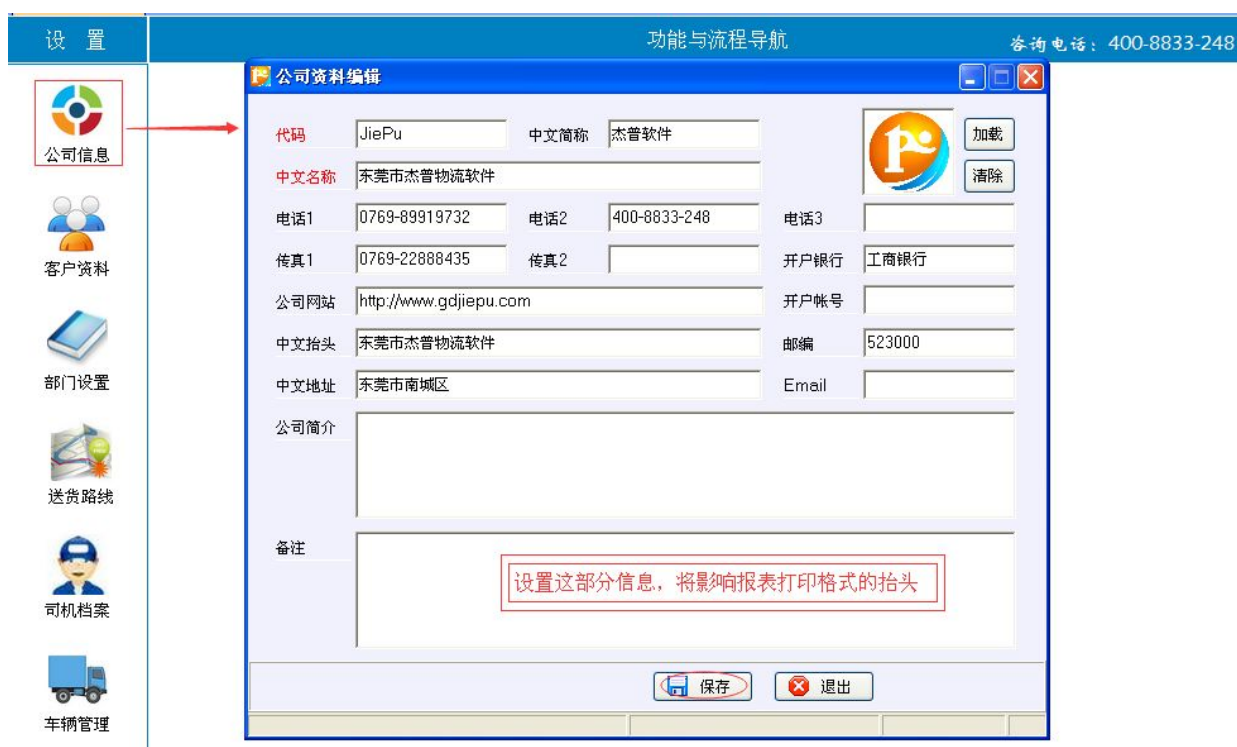 设 置
功能与流程导航
咨询电话：400-8833-248
公司信息
客户资料
部门设置
送货路线
司机档案
车辆管理
公司资料编辑
代码 JiePu 中文简称 杰普软件 加载
中文名称 东莞市杰普物流软件 清除
电话1 0769-89919732 电话2 400-8833-248 电话3
传真1 0769-22888435 传真2 开户银行 工商银行
公司网站 http://www.gdjiepu.com 开户帐号
中文抬头 东莞市杰普物流软件 邮编 523000
中文地址 东莞市南城区 Email
公司简介
备注
设置这部分信息，将影响报表打印格式的抬头
保存 退出